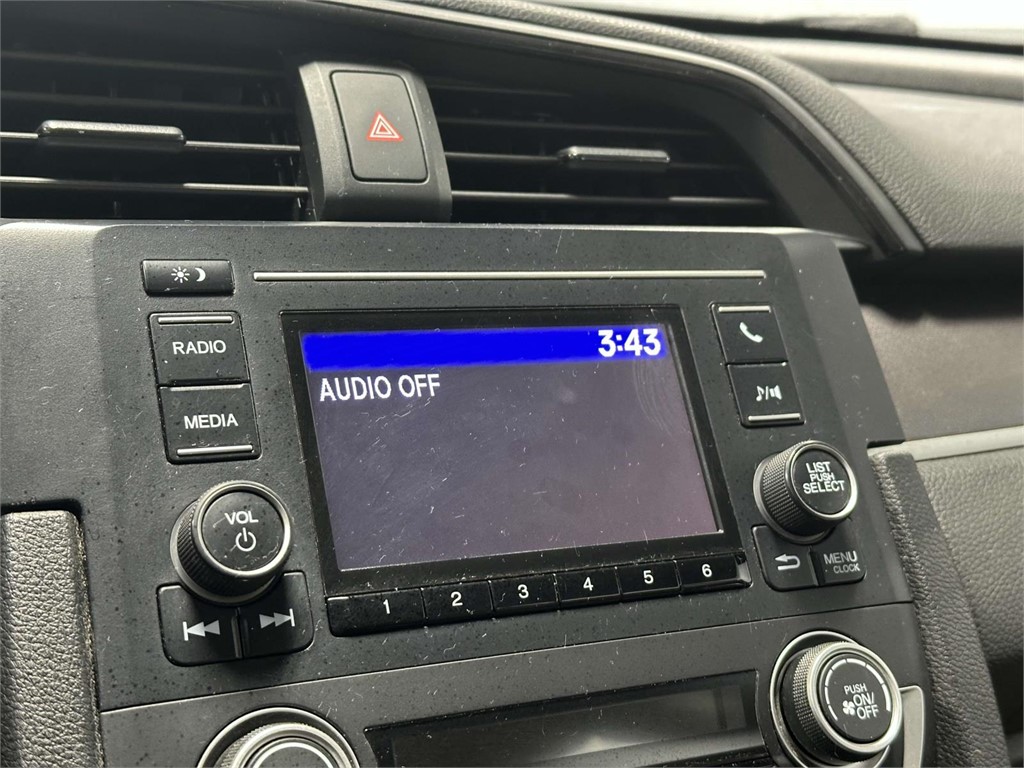 3:43
RADIO
AUDIO OFF
MEDIA
LIST
PUSH
SELECT
VOL
MENU
CLOCK
1 2 3 4 5 6
PUSH
ON/
OFF